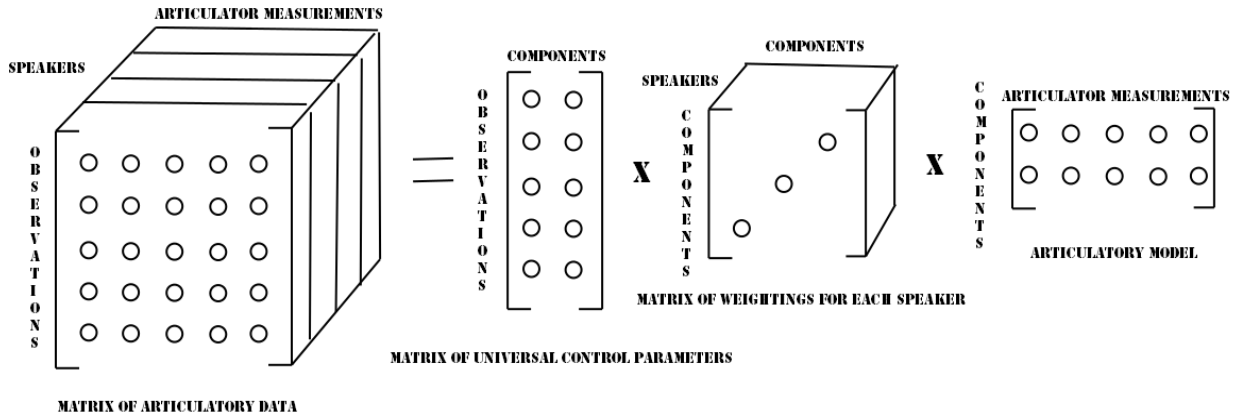 ARTICULATOR MEASUREMENTS
SPEAKERS
OBSERVATIONS
MATRIX OF ARTICULATORY DATA
COMPONENTS
OBSERVATIONS
MATRIX OF UNIVERSAL CONTROL PARAMETERS
X
COMPONENTS
SPEAKERS
COMPONENTS
MATRIX OF WEIGHTINGS FOR EACH SPEAKER
X
COMPONENTS
ARTICULATOR MEASUREMENTS
ARTICULATORY MODEL